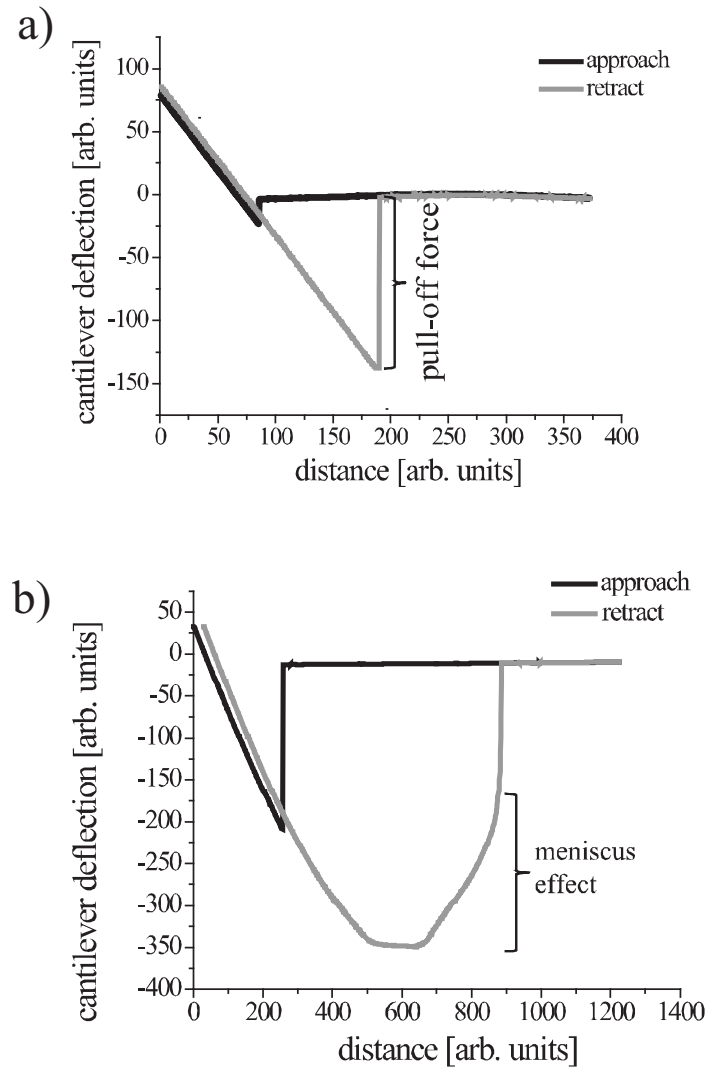 a)
cantilever deflection [arb. units]
100
50
0
-50
-100
-150
approach
retract
pull-off force
0 50 100 150 200 250 300 350 400
distance [arb. units]
b)
cantilever deflection [arb. units]
50
0
-50
-100
-150
-200
-250
-300
-350
-400
approach
retract
meniscus
effect
0 200 400 600 800 1000 1200 1400
distance [arb. units]